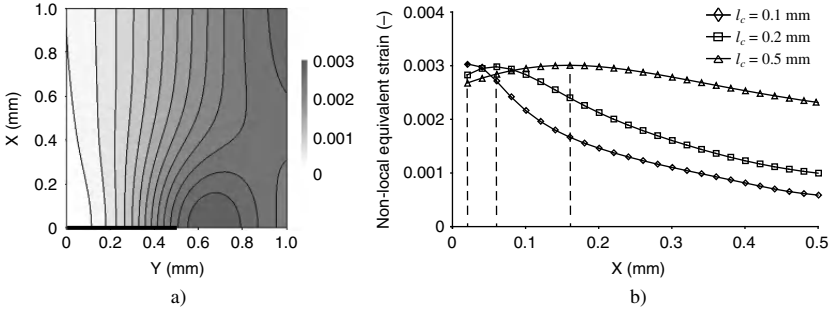 1.0
0.8
0.6
0.4
0.2
0
X (mm)
0 0.2 0.4 0.6 0.8 1.0
Y (mm)
0.003
0.002
0.001
0
a)
0.004
0.003
0.002
0.001
0
Non-local equivalent strain (–)
l_c = 0.1 mm
l_c = 0.2 mm
l_c = 0.5 mm
0 0.1 0.2 0.3 0.4 0.5
X (mm)
b)